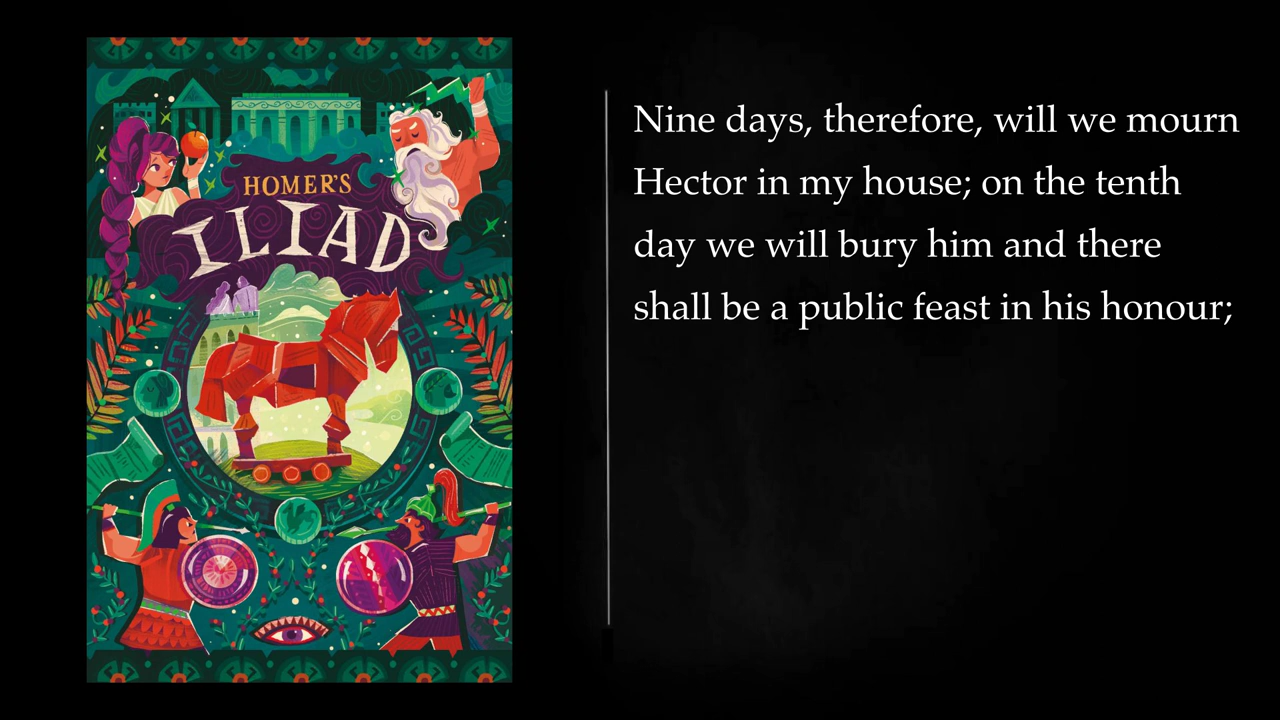 HOMER'S
ILIAD
Nine days, therefore, will we mourn
Hector in my house; on the tenth
day we will bury him and there
shall be a public feast in his honour;